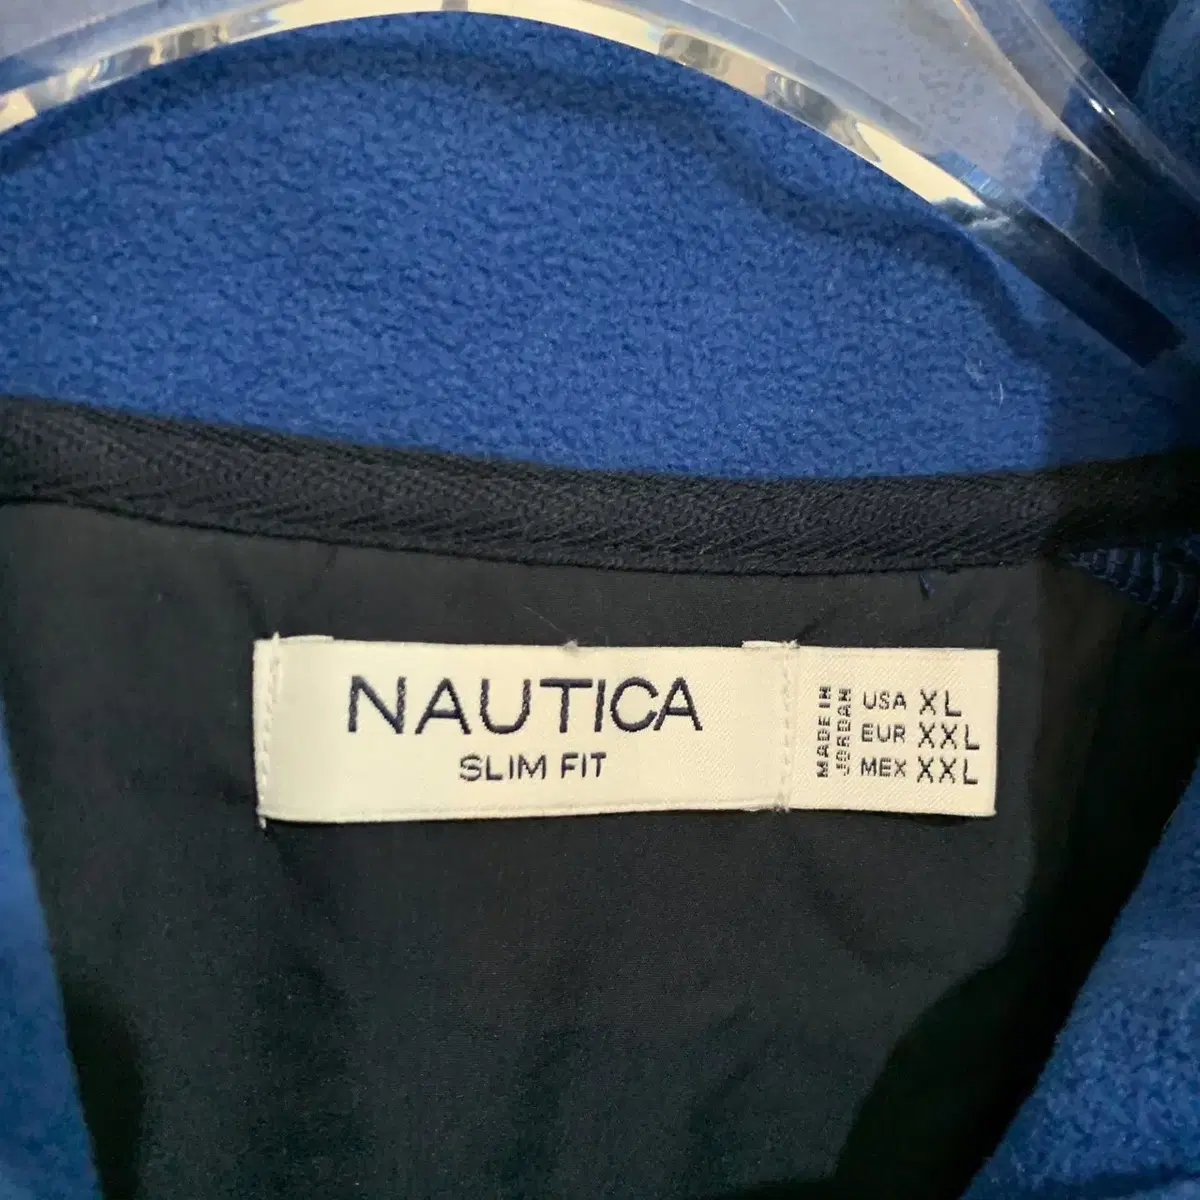 NAUTICA
SLIM FIT
MADE IN
JORDAN
USA XL
EUR XXL
MEX XXL